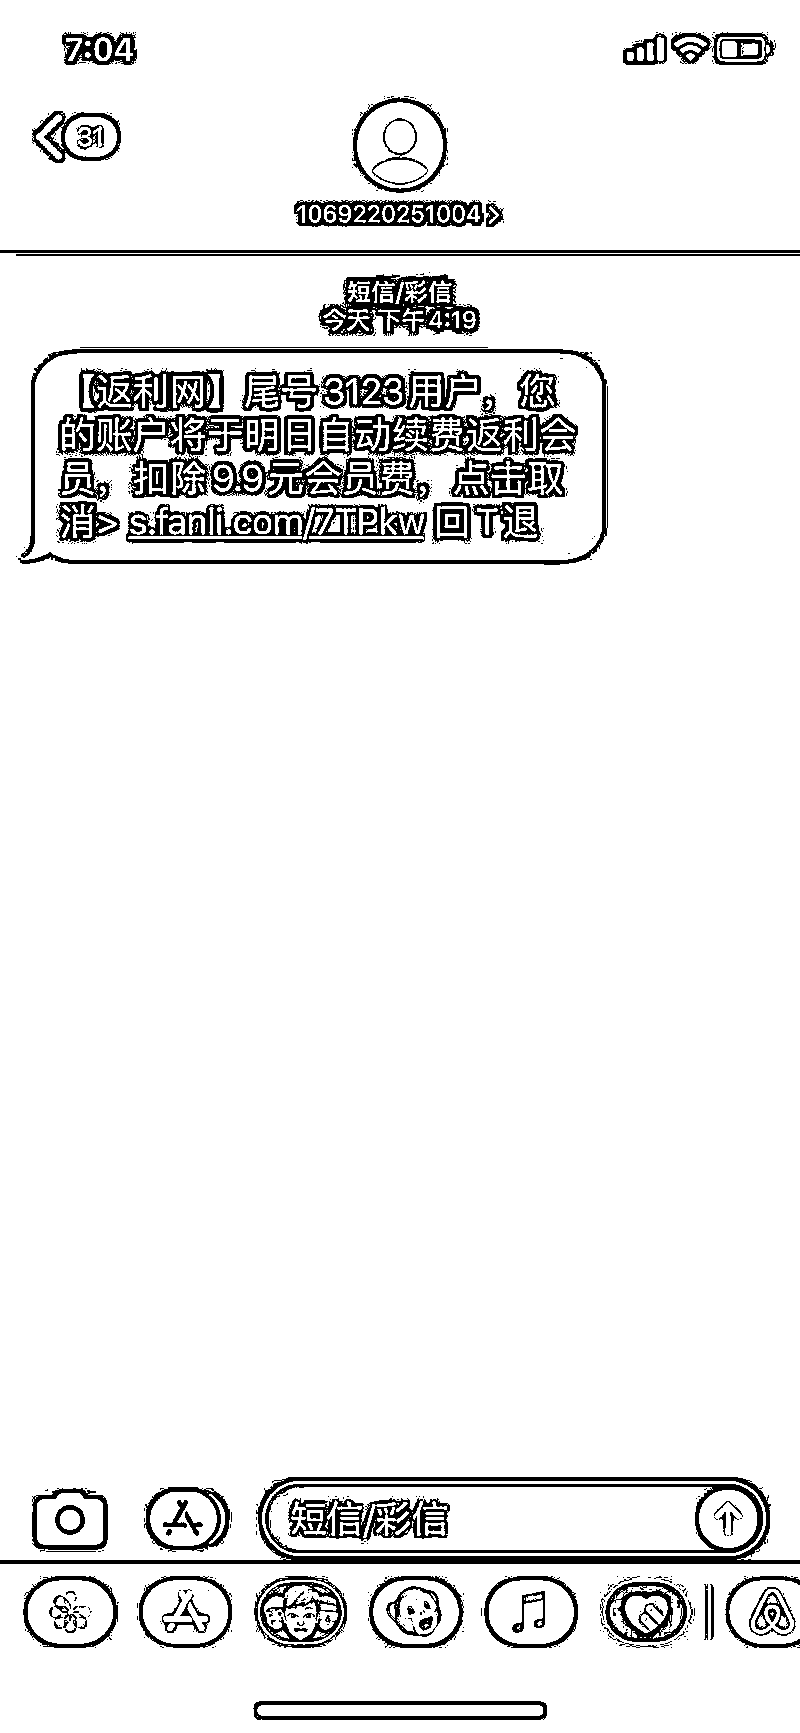 7:04
31
1069220251004 >
短信/彩信
今天 下午4:19
【返利网】尾号3123用户，您
的账户将于明日自动续费返利会
员，扣除9.9元会员费，点击取
消> s.fanli.com/7TPkw 回T退
短信/彩信